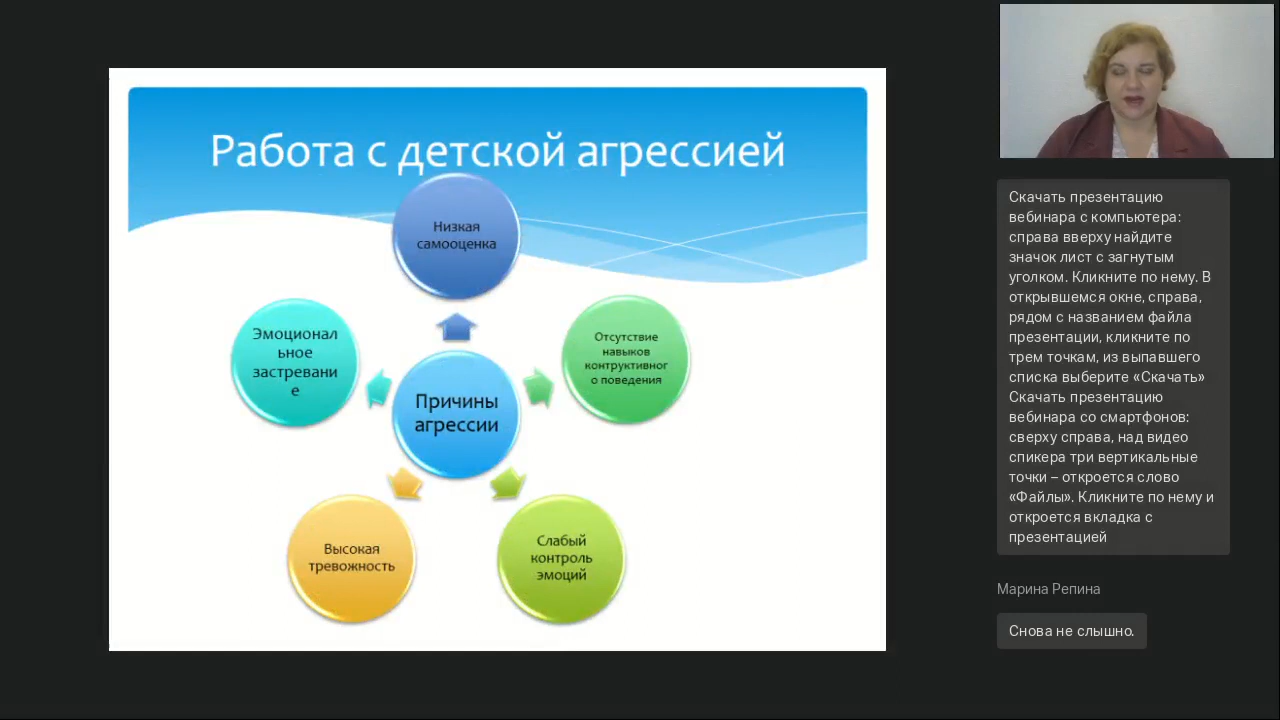 Работа с детской агрессией
Низкая
самооценка
Эмоционал
ьное
застревани
е
Отсутствие
навыков
контруктивног
о поведения
Причины
агрессии
Высокая
тревожность
Слабый
контроль
эмоций
Скачать презентацию
вебинара с компьютера:
справа вверху найдите
значок лист с загнутым
уголком. Кликните по нему. В
открывшемся окне, справа,
рядом с названием файла
презентации, кликните по
трем точкам, из выпавшего
списка выберите «Скачать»
Скачать презентацию
вебинара со смартфонов:
сверху справа, над видео
спикера три вертикальные
точки – откроется слово
«Файлы». Кликните по нему и
откроется вкладка с
презентацией
Марина Репина
Снова не слышно.